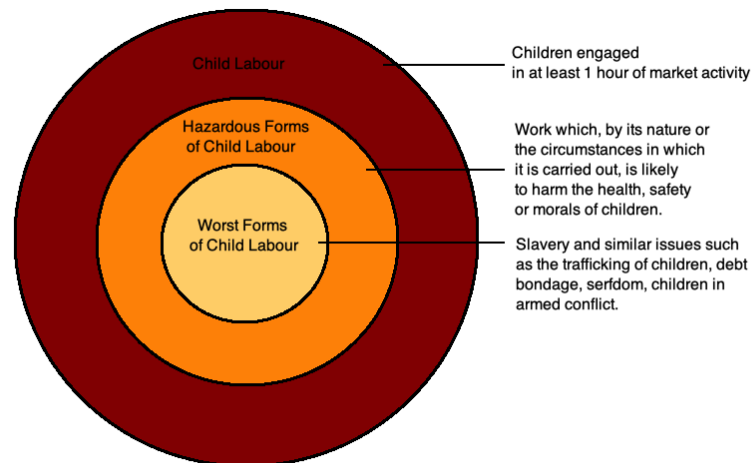 Child Labour
Children engaged
in at least 1 hour of market activity
Hazardous Forms
of Child Labour
Work which, by its nature or
the circumstances in which
it is carried out, is likely
to harm the health, safety
or morals of children.
Worst Forms
of Child Labour
Slavery and similar issues such
as the trafficking of children, debt
bondage, serfdom, children in
armed conflict.